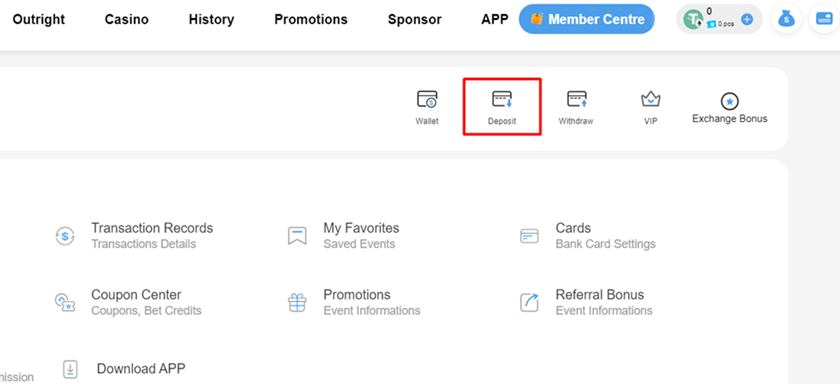 Outright Casino History Promotions Sponsor APP Member Centre 0
0 pcs
Wallet Deposit Withdraw VIP Exchange Bonus
Transaction Records My Favorites Cards
Transactions Details Saved Events Bank Card Settings
Coupon Center Promotions Referral Bonus
Coupons, Bet Credits Event Informations Event Informations
Download APP
mission